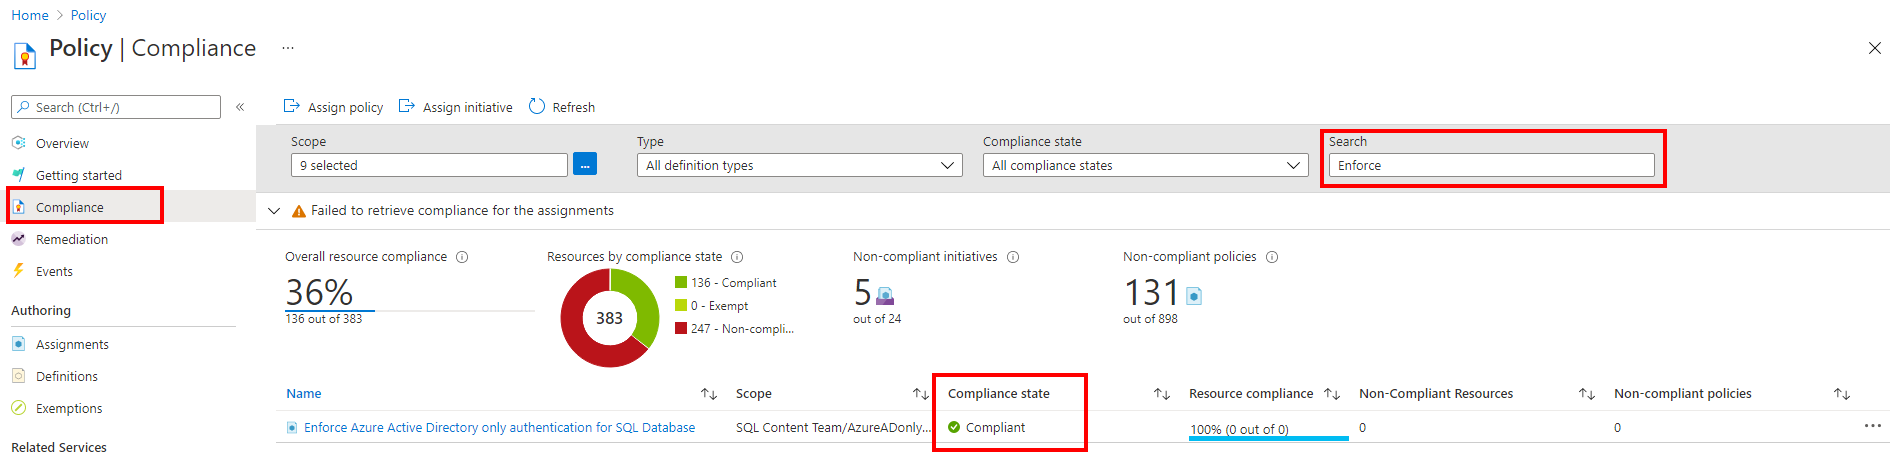 Home > Policy
Policy | Compliance ...
Search (Ctrl+/)
«
Overview
Getting started
Compliance
Remediation
Events
Authoring
Assignments
Definitions
Exemptions
Related Services
Assign policy Assign initiative Refresh
Scope Type Compliance state Search
9 selected ... All definition types All compliance states Enforce
Failed to retrieve compliance for the assignments
Overall resource compliance
36%
136 out of 383
Resources by compliance state
383
136 - Compliant
0 - Exempt
247 - Non-compli...
Non-compliant initiatives
5
out of 24
Non-compliant policies
131
out of 898
Name Scope Compliance state Resource compliance Non-Compliant Resources Non-compliant policies
Enforce Azure Active Directory only authentication for SQL Database SQL Content Team/AzureADonly... Compliant 100% (0 out of 0) 0 0 ...